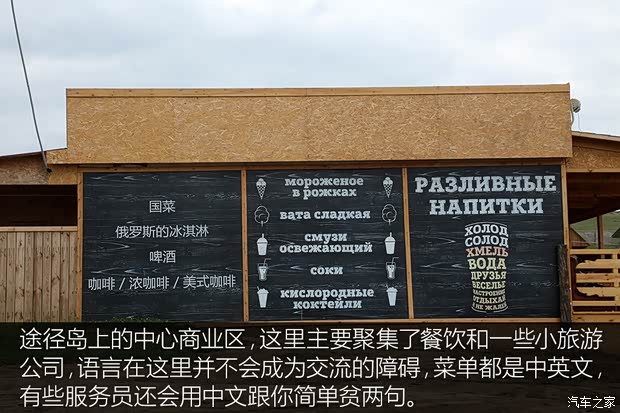 国菜
俄罗斯的冰淇淋
啤酒
咖啡 / 浓咖啡 / 美式咖啡
мороженое
в рожках
вата сладкая
смузи
освежающий
соки
кислородные
коктейли
РАЗЛИВНЫЕ
НАПИТКИ
ХОЛОД
СОЛОД
ХМЕЛЬ
ВОДА
ДРУЗЬЯ
ВЕСЕЛЬЕ
НАСТРОЕНИЕ
ОТДЫХАЙ
И НЕ ЖАЛЕЙ
途径岛上的中心商业区，这里主要聚集了餐饮和一些小旅游
公司，语言在这里并不会成为交流的障碍，菜单都是中英文，
有些服务员还会用中文跟你简单贫两句。
汽车之家